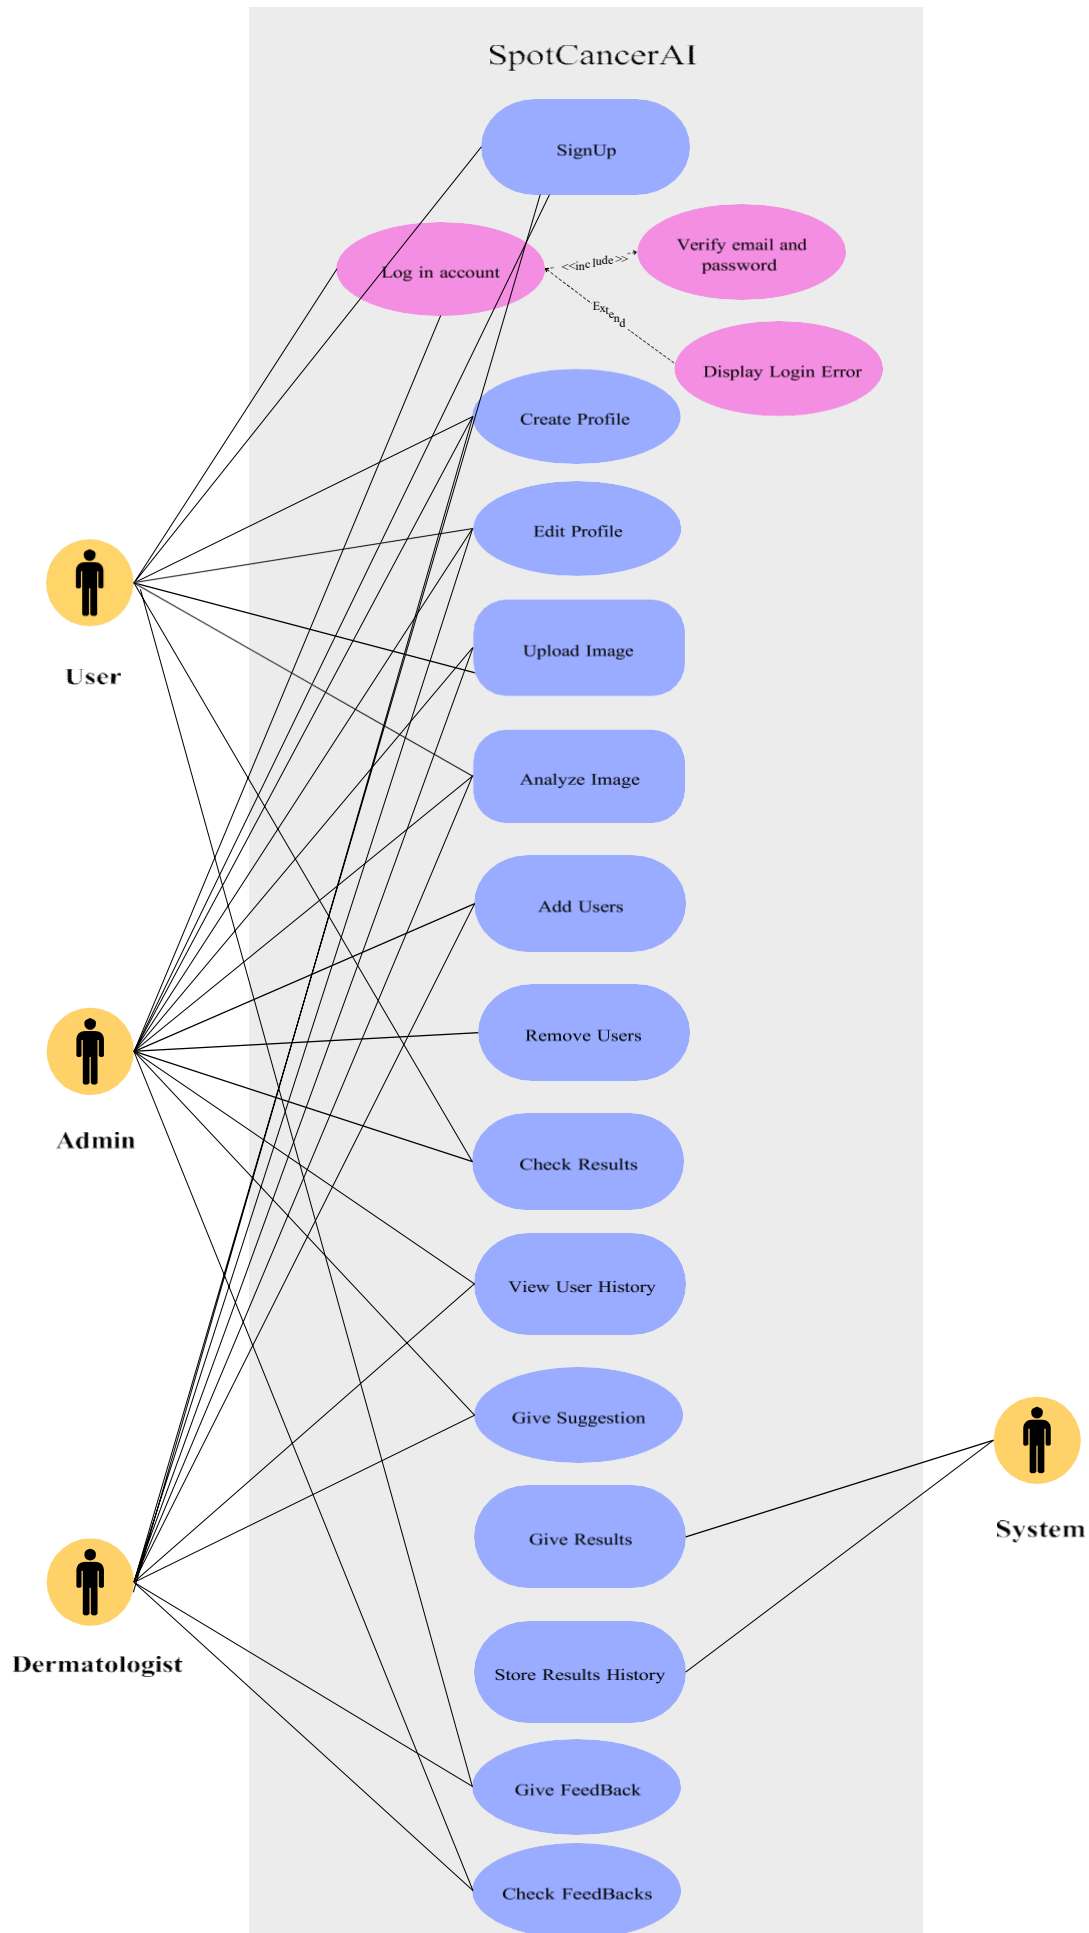 SpotCancerAI
SignUp
Log in account
<<include>>
Verify email and
password
Extend
Display Login Error
Create Profile
Edit Profile
User
Upload Image
Analyze Image
Add Users
Remove Users
Admin
Check Results
View User History
Give Suggestion
Give Results
System
Dermatologist
Store Results History
Give FeedBack
Check FeedBacks